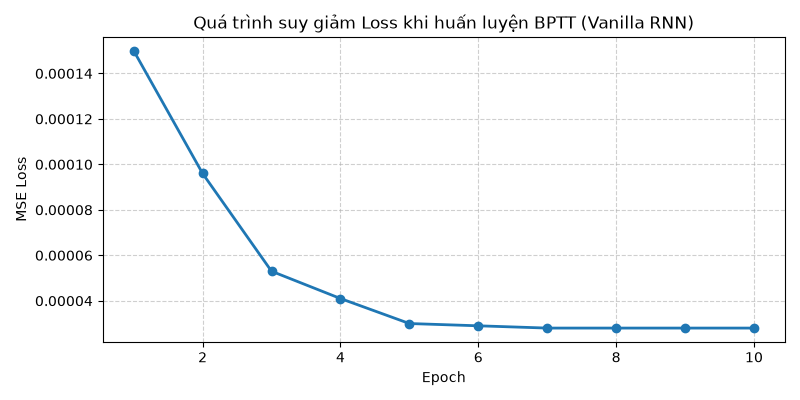 Quá trình suy giảm Loss khi huấn luyện BPTT (Vanilla RNN)
MSE Loss
0.00014
0.00012
0.00010
0.00008
0.00006
0.00004
2 4 6 8 10
Epoch